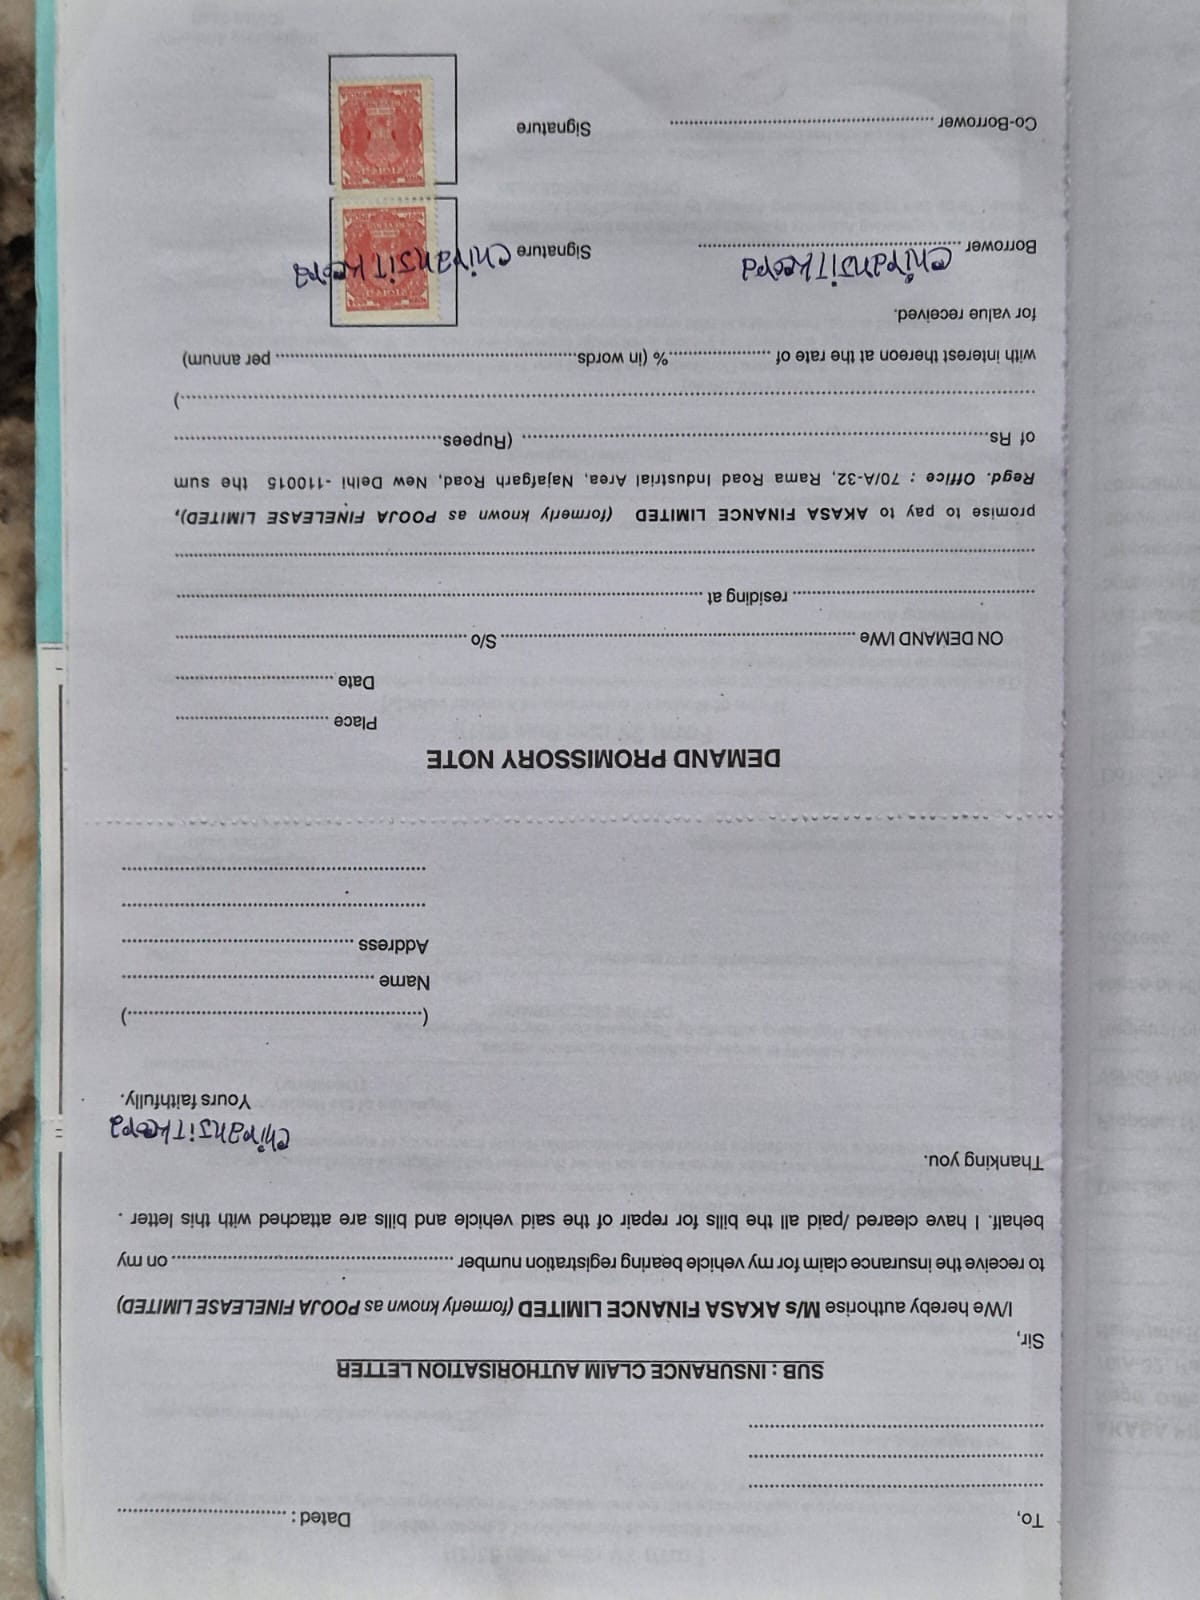 To,
Dated : ................................
............................................................
............................................................
............................................................
SUB : INSURANCE CLAIM AUTHORISATION LETTER
Sir,
I/We hereby authorise M/s AKASA FINANCE LIMITED (formerly known as POOJA FINELEASE LIMITED)
to receive the insurance claim for my vehicle bearing registration number ........................................................ on my
behalf. I have cleared /paid all the bills for repair of the said vehicle and bills are attached with this letter .
Thanking you.
ChiranjiT Keora
Yours faithfully.
(..........................................................)
Name ..................................................
Address ..............................................
............................................................
............................................................
DEMAND PROMISSORY NOTE
Place ..............................
Date ...............................
ON DEMAND I/We ...................................................................... S/o .........................................................
................................................ residing at ........................................................................................................
..........................................................................................................................................................................
promise to pay to AKASA FINANCE LIMITED (formerly known as POOJA FINELEASE LIMITED),
Regd. Office : 70/A-32, Rama Road Industrial Area, Najafgarh Road, New Delhi -110015 the sum
of Rs............................................................................................ (Rupees.....................................................
.........................................................................................................................................................................)
with interest thereon at the rate of ....................% (in words............................................................ per annum)
for value received.
Borrower ChiranjiT Keora Signature ChiranjiT Keora
Co-Borrower .................................................... Signature